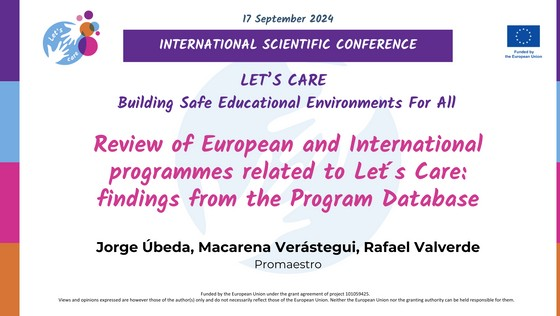 17 September 2024
Let's
care
INTERNATIONAL SCIENTIFIC CONFERENCE
Funded by
the European Union
LET'S CARE
Building Safe Educational Environments For All
Review of European and International
programmes related to Let´s Care:
findings from the Program Database
Jorge Úbeda, Macarena Verástegui, Rafael Valverde
Promaestro
Funded by the European Union under the grant agreement of project 101059425.
Views and opinions expressed are however those of the author(s) only and do not necessarily reflect those of the European Union. Neither the European Union nor the granting authority can be held responsible for them.